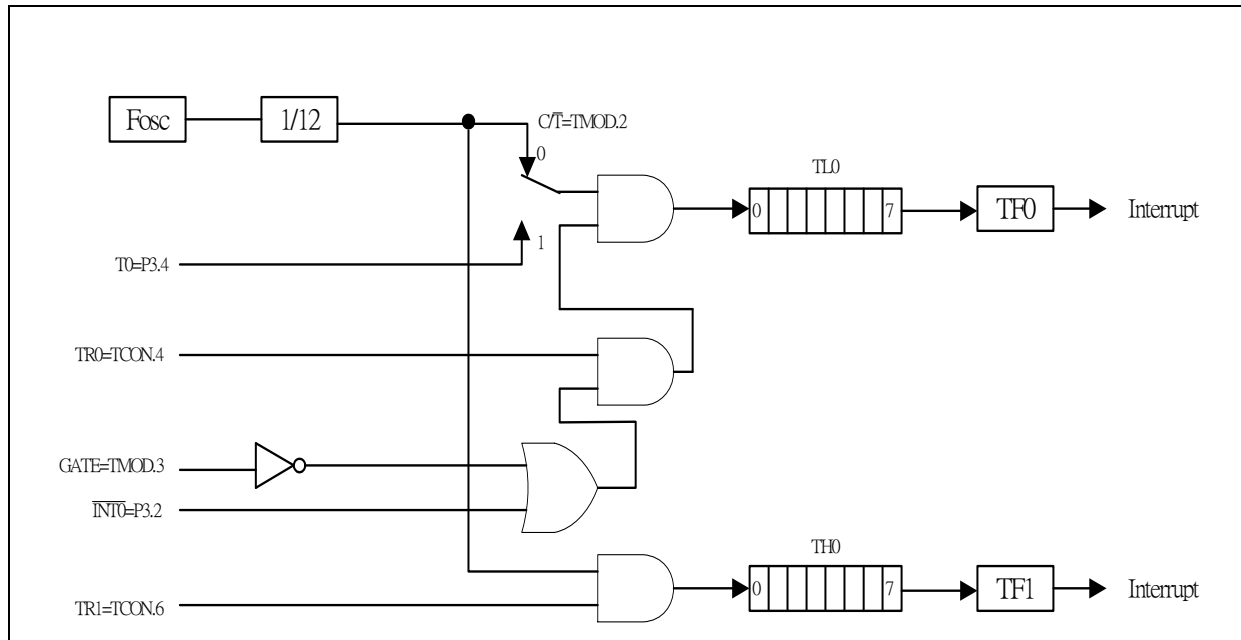 Fosc
1/12
C/T̅=TMOD.2
0
TL0
0
7
TF0
Interrupt
1
T0=P3.4
TR0=TCON.4
GATE=TMOD.3
I̅N̅T̅0̅=P3.2
TH0
0
7
TF1
Interrupt
TR1=TCON.6